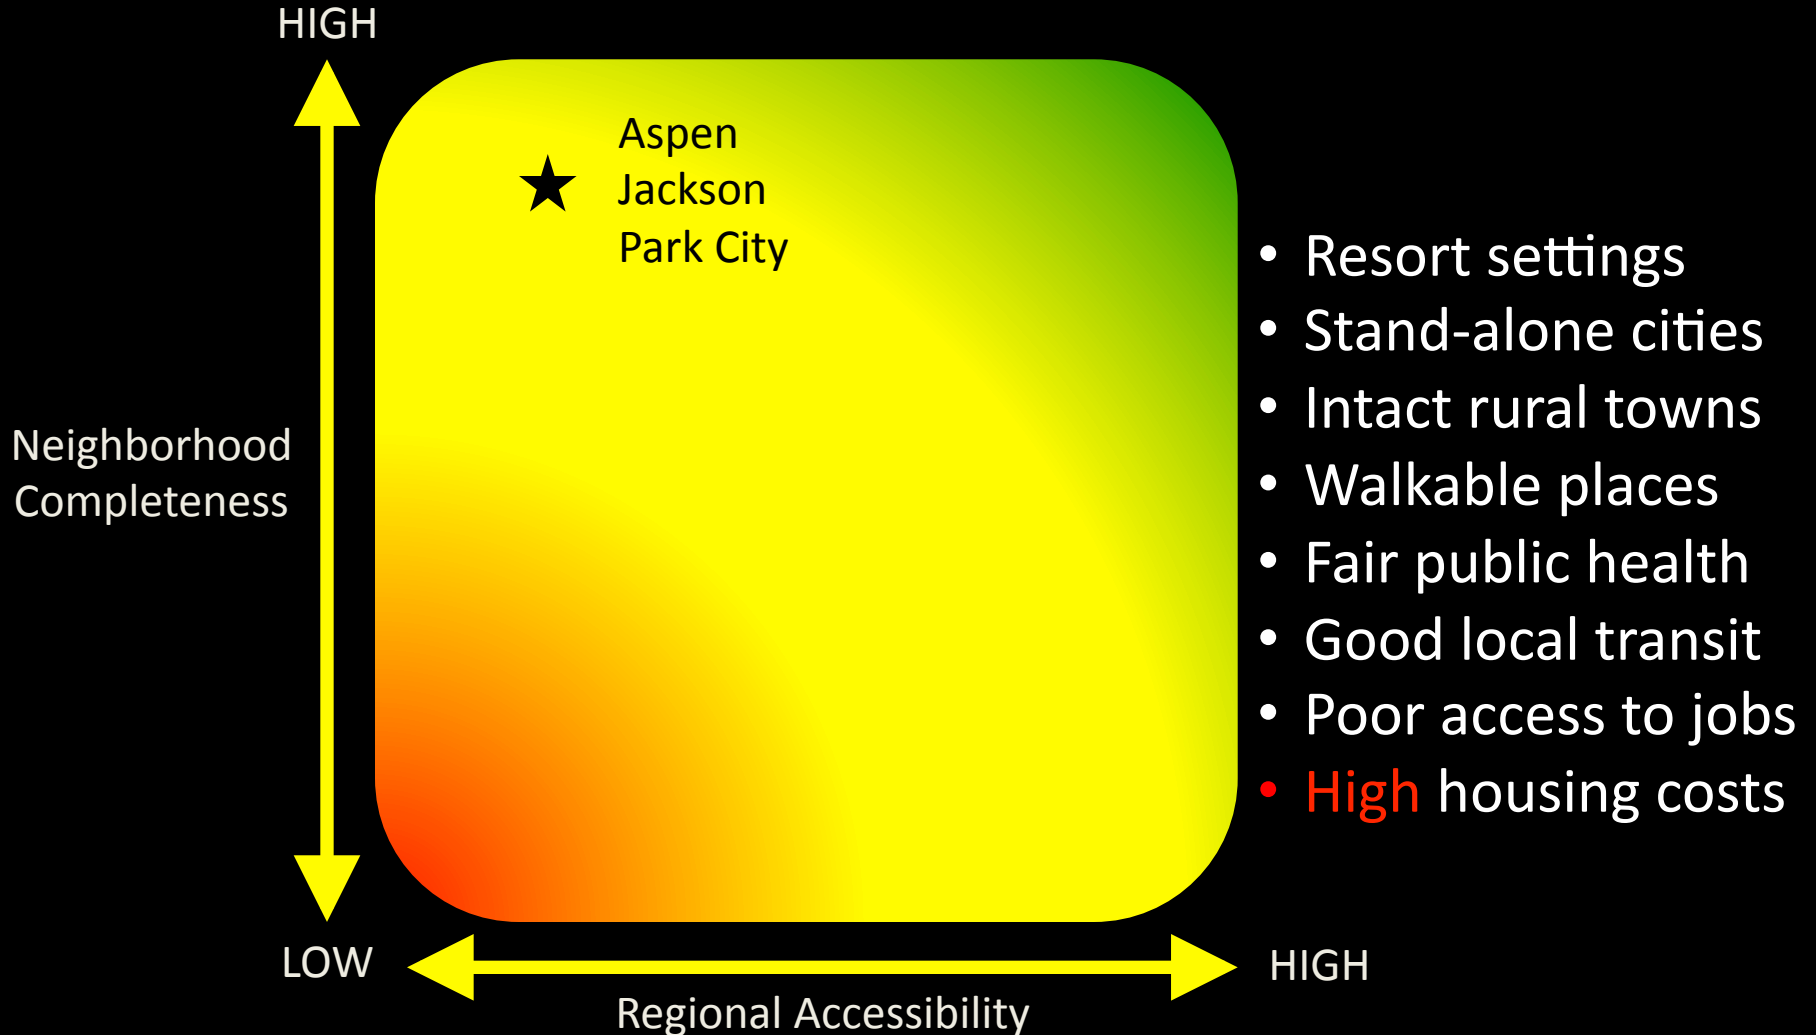 HIGH
Aspen
Jackson
Park City
Neighborhood
Completeness
LOW
HIGH
Regional Accessibility
• Resort settings
• Stand-alone cities
• Intact rural towns
• Walkable places
• Fair public health
• Good local transit
• Poor access to jobs
• High housing costs